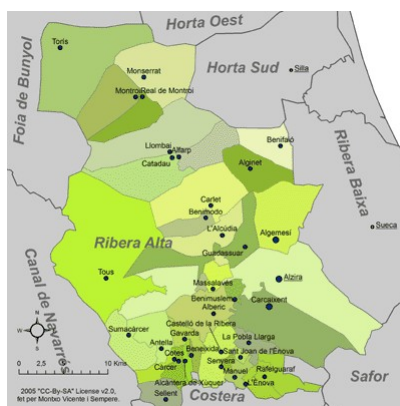 Horta Oest
Toris
Foia de Bunyol
Monserrat
Horta Sud
Silla
Montroi
Real de Montroi
Llombai
Alfarp
Catadau
Benifaió
Alginet
Ribera Baixa
Carlet
Benimodo
L'Alcúdia
Algemesí
Sueca
Ribera Alta
Guadassuar
Tous
Massalavés
Alzira
Canal de Navarrés
Benimuslem
Carcaixent
Alberic
N
W
E
S
Sumacàrcer
Castelló de la Ribera
Gavarda
La Pobla Llarga
Safor
0
2,5
5
10 Kms
Antella
Beneixida
Sant Joan de l'Ènova
Cotes
Càrcer
Senyera
Rafelguaraf
Manuel
Alcàntera de Xúquer
L'Ènova
2005 "CC-By-SA" License v2.0,
fet per Montxo Vicente i Sempere.
Sellent
Costera